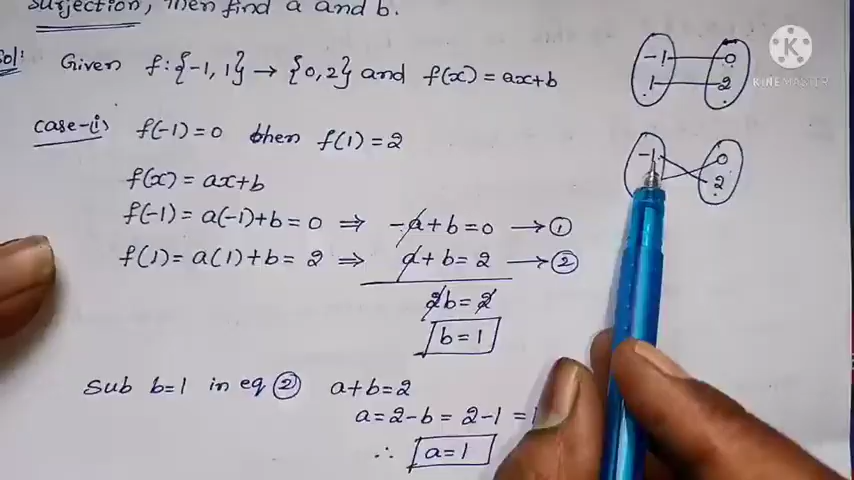 surjection, then find a and b.
Sol: Given f:{-1, 1} → {0, 2} and f(x) = ax+b
-1 0
1 2
case-(i) f(-1) = 0 then f(1) = 2
-1 0
2
f(x) = ax+b
f(-1) = a(-1)+b = 0 ⇒ -a+b=0 → ①
f(1) = a(1)+b = 2 ⇒ a+b=2 → ②
2b = 2
b = 1
Sub b=1 in eq ② a+b=2
a = 2-b = 2-1 = 1
∴ a=1
KINEMASTER